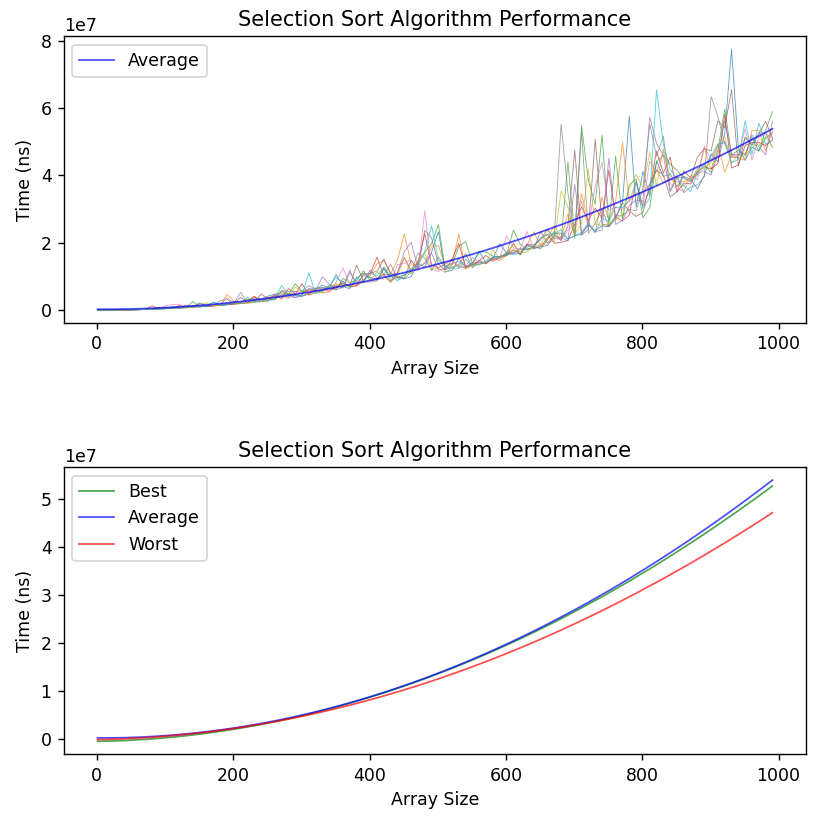 Selection Sort Algorithm Performance
1e7
Average
8
6
4
2
0
Time (ns)
0 200 400 600 800 1000
Array Size
Selection Sort Algorithm Performance
1e7
Best
Average
Worst
5
4
3
2
1
0
Time (ns)
0 200 400 600 800 1000
Array Size